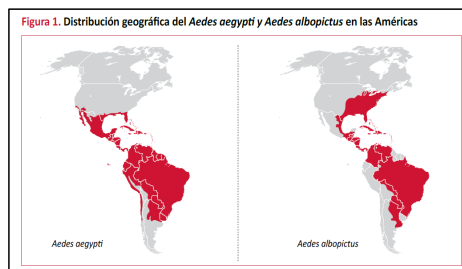 Figura 1. Distribución geográfica del Aedes aegypti y Aedes albopictus en las Américas
Aedes aegypti
Aedes albopictus